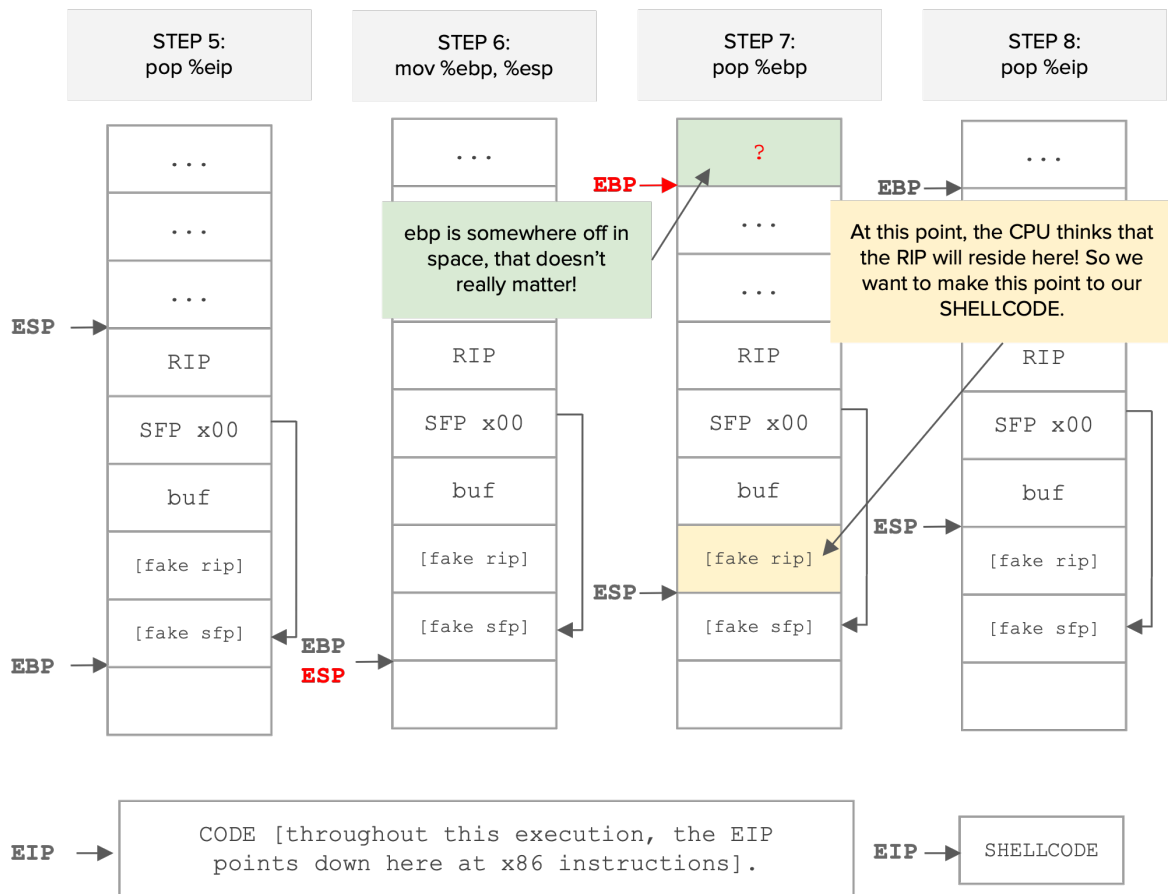 STEP 5:
pop %eip
STEP 6:
mov %ebp, %esp
STEP 7:
pop %ebp
STEP 8:
pop %eip
...
...
...
ESP
RIP
SFP x00
buf
[fake rip]
[fake sfp]
EBP
...
ebp is somewhere off in
space, that doesn't
really matter!
RIP
SFP x00
buf
[fake rip]
[fake sfp]
EBP
ESP
?
EBP
...
...
RIP
SFP x00
buf
[fake rip]
ESP
[fake sfp]
...
EBP
At this point, the CPU thinks that
the RIP will reside here! So we
want to make this point to our
SHELLCODE.
RIP
SFP x00
buf
ESP
[fake rip]
[fake sfp]
EIP
CODE [throughout this execution, the EIP
points down here at x86 instructions].
EIP
SHELLCODE